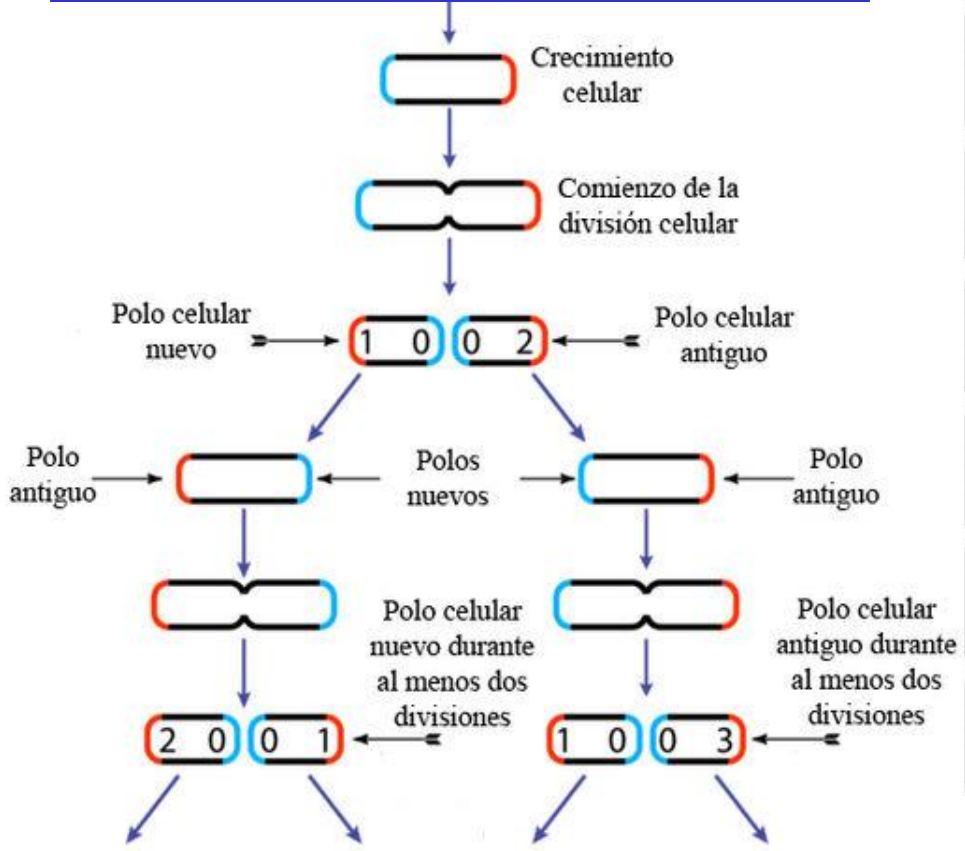 Crecimiento
celular
Comienzo de la
división celular
Polo celular
nuevo
1 0 0 2
Polo celular
antiguo
Polo
antiguo
Polos
nuevos
Polo
antiguo
Polo celular
nuevo durante
al menos dos
divisiones
Polo celular
antiguo durante
al menos dos
divisiones
2 0 0 1
1 0 0 3